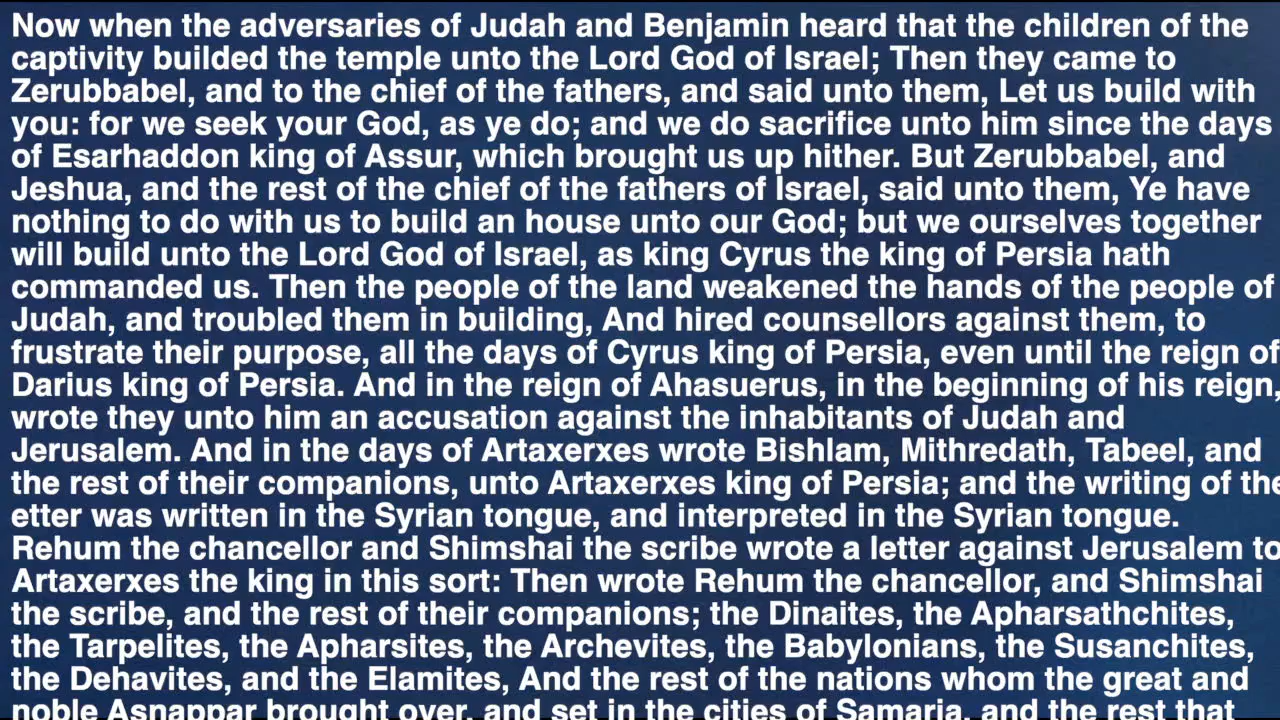 Now when the adversaries of Judah and Benjamin heard that the children of the
captivity builded the temple unto the Lord God of Israel; Then they came to
Zerubbabel, and to the chief of the fathers, and said unto them, Let us build with
you: for we seek your God, as ye do; and we do sacrifice unto him since the days
of Esarhaddon king of Assur, which brought us up hither. But Zerubbabel, and
Jeshua, and the rest of the chief of the fathers of Israel, said unto them, Ye have
nothing to do with us to build an house unto our God; but we ourselves together
will build unto the Lord God of Israel, as king Cyrus the king of Persia hath
commanded us. Then the people of the land weakened the hands of the people of
Judah, and troubled them in building, And hired counsellors against them, to
frustrate their purpose, all the days of Cyrus king of Persia, even until the reign of
Darius king of Persia. And in the reign of Ahasuerus, in the beginning of his reign,
wrote they unto him an accusation against the inhabitants of Judah and
Jerusalem. And in the days of Artaxerxes wrote Bishlam, Mithredath, Tabeel, and
the rest of their companions, unto Artaxerxes king of Persia; and the writing of the
etter was written in the Syrian tongue, and interpreted in the Syrian tongue.
Rehum the chancellor and Shimshai the scribe wrote a letter against Jerusalem to
Artaxerxes the king in this sort: Then wrote Rehum the chancellor, and Shimshai
the scribe, and the rest of their companions; the Dinaites, the Apharsathchites,
the Tarpelites, the Apharsites, the Archevites, the Babylonians, the Susanchites,
the Dehavites, and the Elamites, And the rest of the nations whom the great and
noble Asnappar brought over, and set in the cities of Samaria, and the rest that